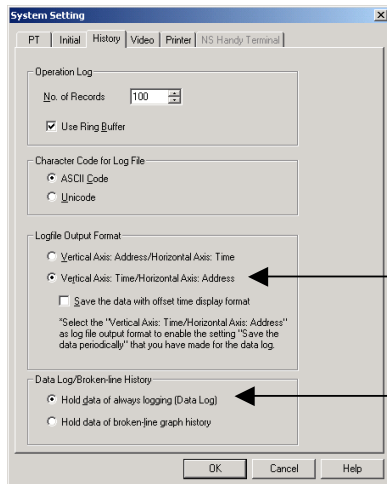 System Setting
PT Initial History Video Printer NS Handy Terminal
Operation Log
No. of Records 100
Use Ring Buffer
Character Code for Log File
ASCII Code
Unicode
Logfile Output Format
Vertical Axis: Address/Horizontal Axis: Time
Vertical Axis: Time/Horizontal Axis: Address
Save the data with offset time display format
"Select the "Vertical Axis: Time/Horizontal Axis: Address"
as log file output format to enable the setting "Save the
data periodically" that you have made for the data log.
Data Log/Broken-line History
Hold data of always logging (Data Log)
Hold data of broken-line graph history
OK Cancel Help